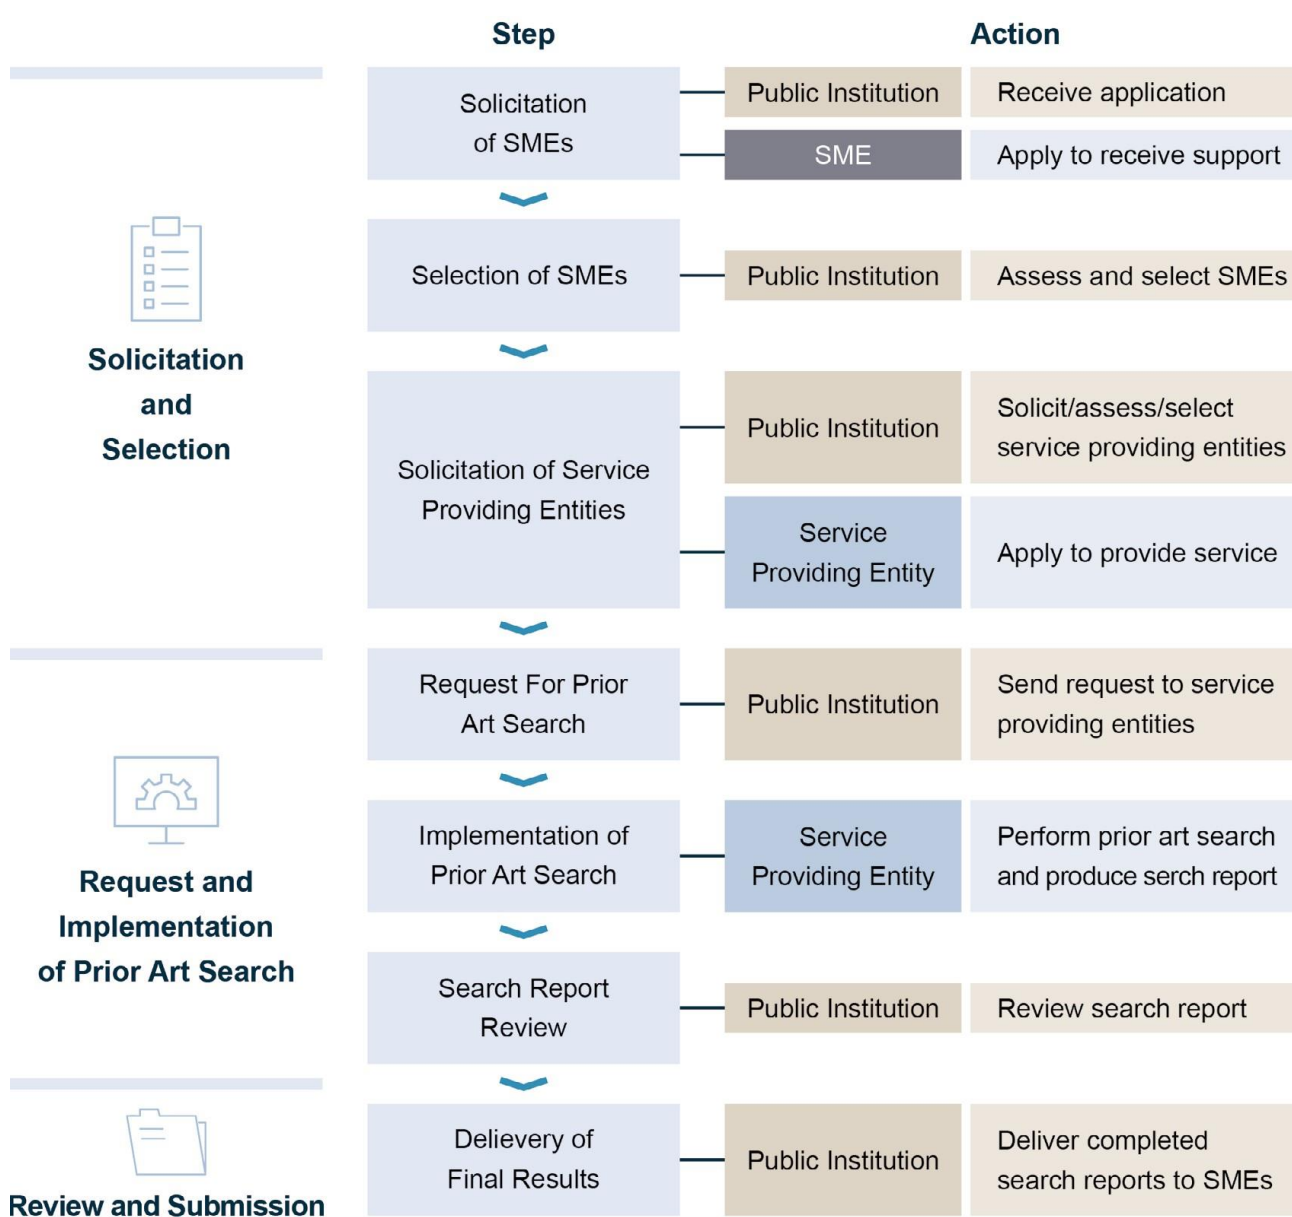 Step
Action
Solicitation
of SMEs
Public Institution
Receive application
SME
Apply to receive support
Selection of SMEs
Public Institution
Assess and select SMEs
Solicitation
and
Selection
Solicitation of Service
Providing Entities
Public Institution
Solicit/assess/select
service providing entities
Service
Providing Entity
Apply to provide service
Request For Prior
Art Search
Public Institution
Send request to service
providing entities
Request and
Implementation
of Prior Art Search
Implementation of
Prior Art Search
Service
Providing Entity
Perform prior art search
and produce serch report
Search Report
Review
Public Institution
Review search report
Review and Submission
Delievery of
Final Results
Public Institution
Deliver completed
search reports to SMEs